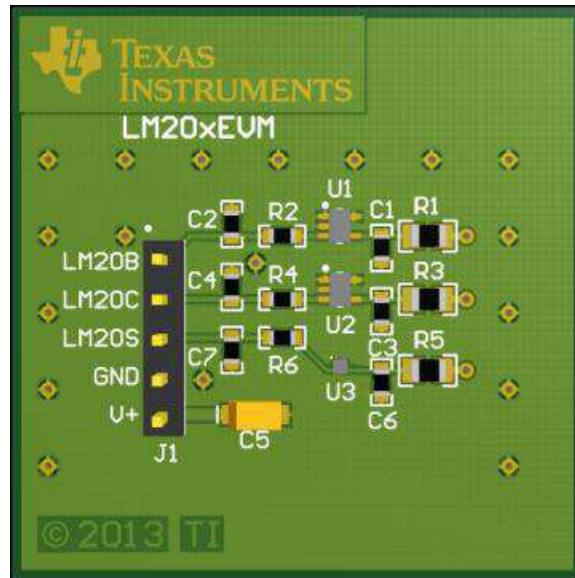 TEXAS
INSTRUMENTS
LM20xEVM
U1
C2
R2
C1
R1
LM20B
C4
R4
R3
LM20C
U2
LM20S
C3
C7
R6
R5
GND
U3
V+
C6
C5
J1
© 2013 TI